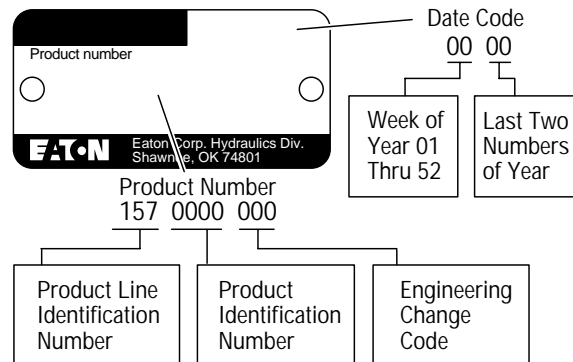 Date Code
00 00
Week of
Year 01
Thru 52
Last Two
Numbers
of Year
Product number
EATON
Eaton Corp. Hydraulics Div.
Shawnee, OK 74801
Product Number
157 0000 000
Product Line
Identification
Number
Product
Identification
Number
Engineering
Change
Code